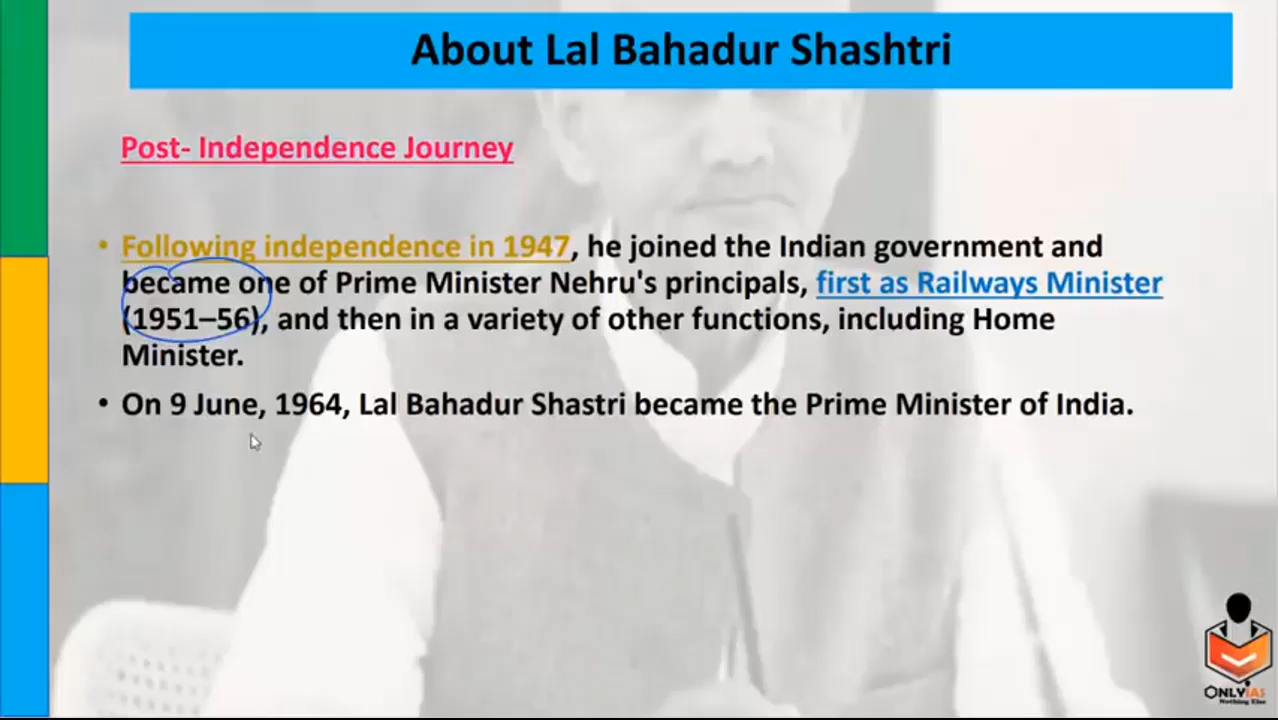 About Lal Bahadur Shashtri
Post- Independence Journey
• Following independence in 1947, he joined the Indian government and
became one of Prime Minister Nehru's principals, first as Railways Minister
(1951–56), and then in a variety of other functions, including Home
Minister.
• On 9 June, 1964, Lal Bahadur Shastri became the Prime Minister of India.
ONLYIAS
Nothing Else